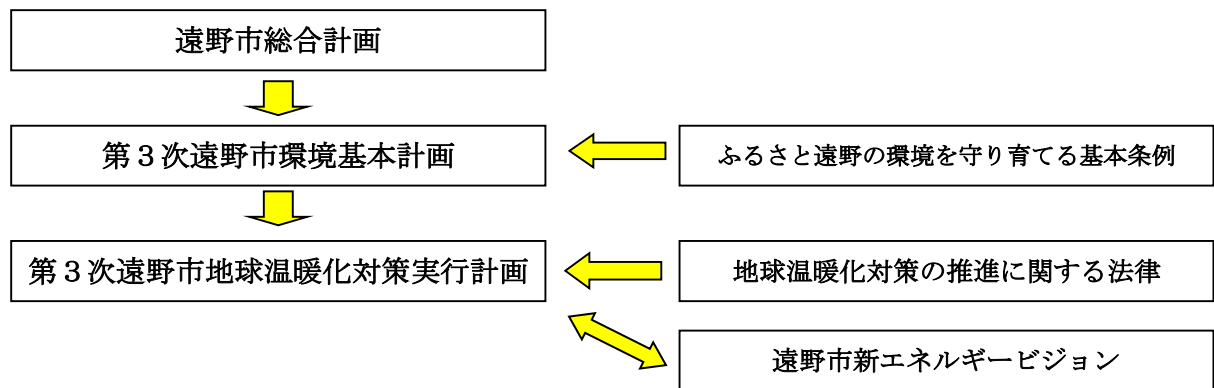 遠野市総合計画
第３次遠野市環境基本計画
ふるさと遠野の環境を守り育てる基本条例
第３次遠野市地球温暖化対策実行計画
地球温暖化対策の推進に関する法律
遠野市新エネルギービジョン